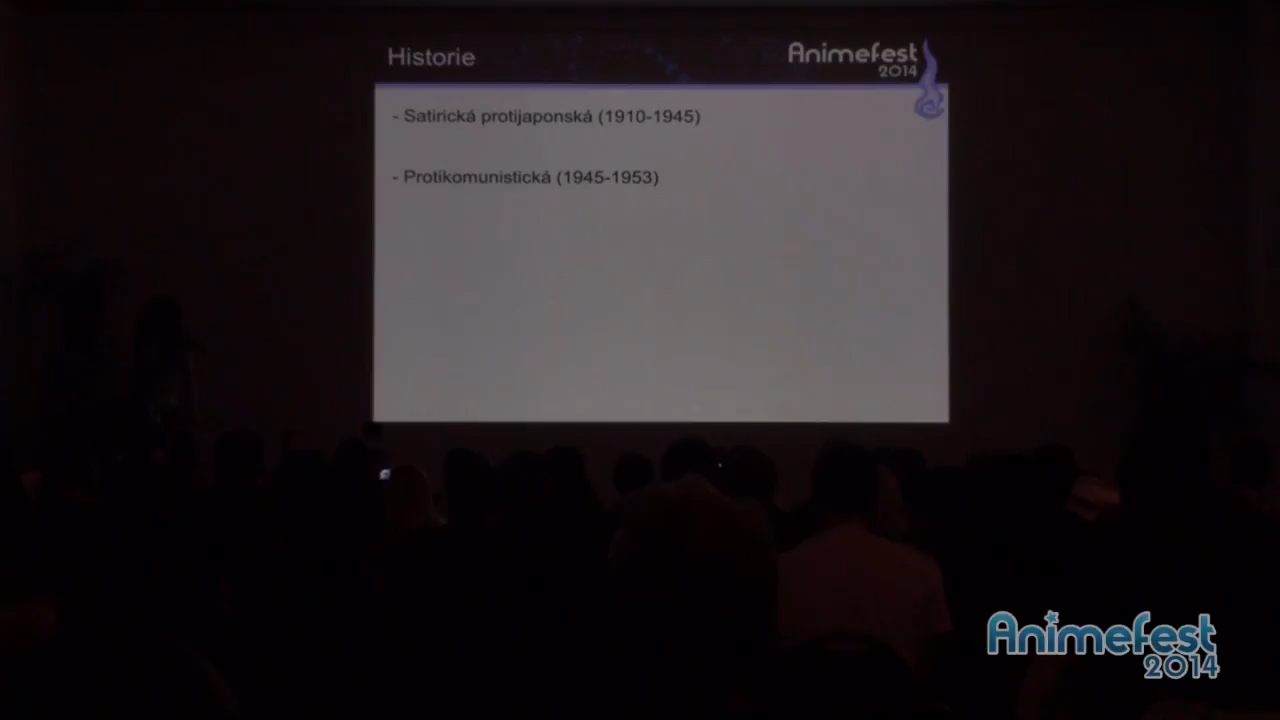 Historie
Animefest
2014
- Satirická protijaponská (1910-1945)
- Protikomunistická (1945-1953)
Animefest
2014